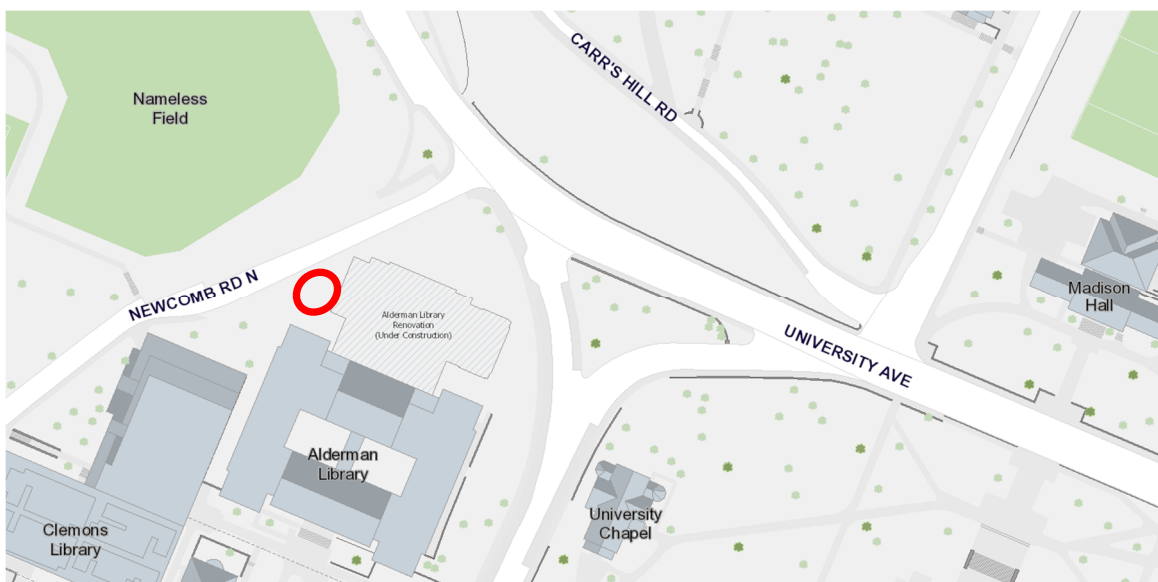 Nameless
Field
CARR'S HILL RD
NEWCOMB RD N
Alderman Library
Renovation
(Under Construction)
Madison
Hall
UNIVERSITY AVE
Alderman
Library
University
Chapel
Clemons
Library